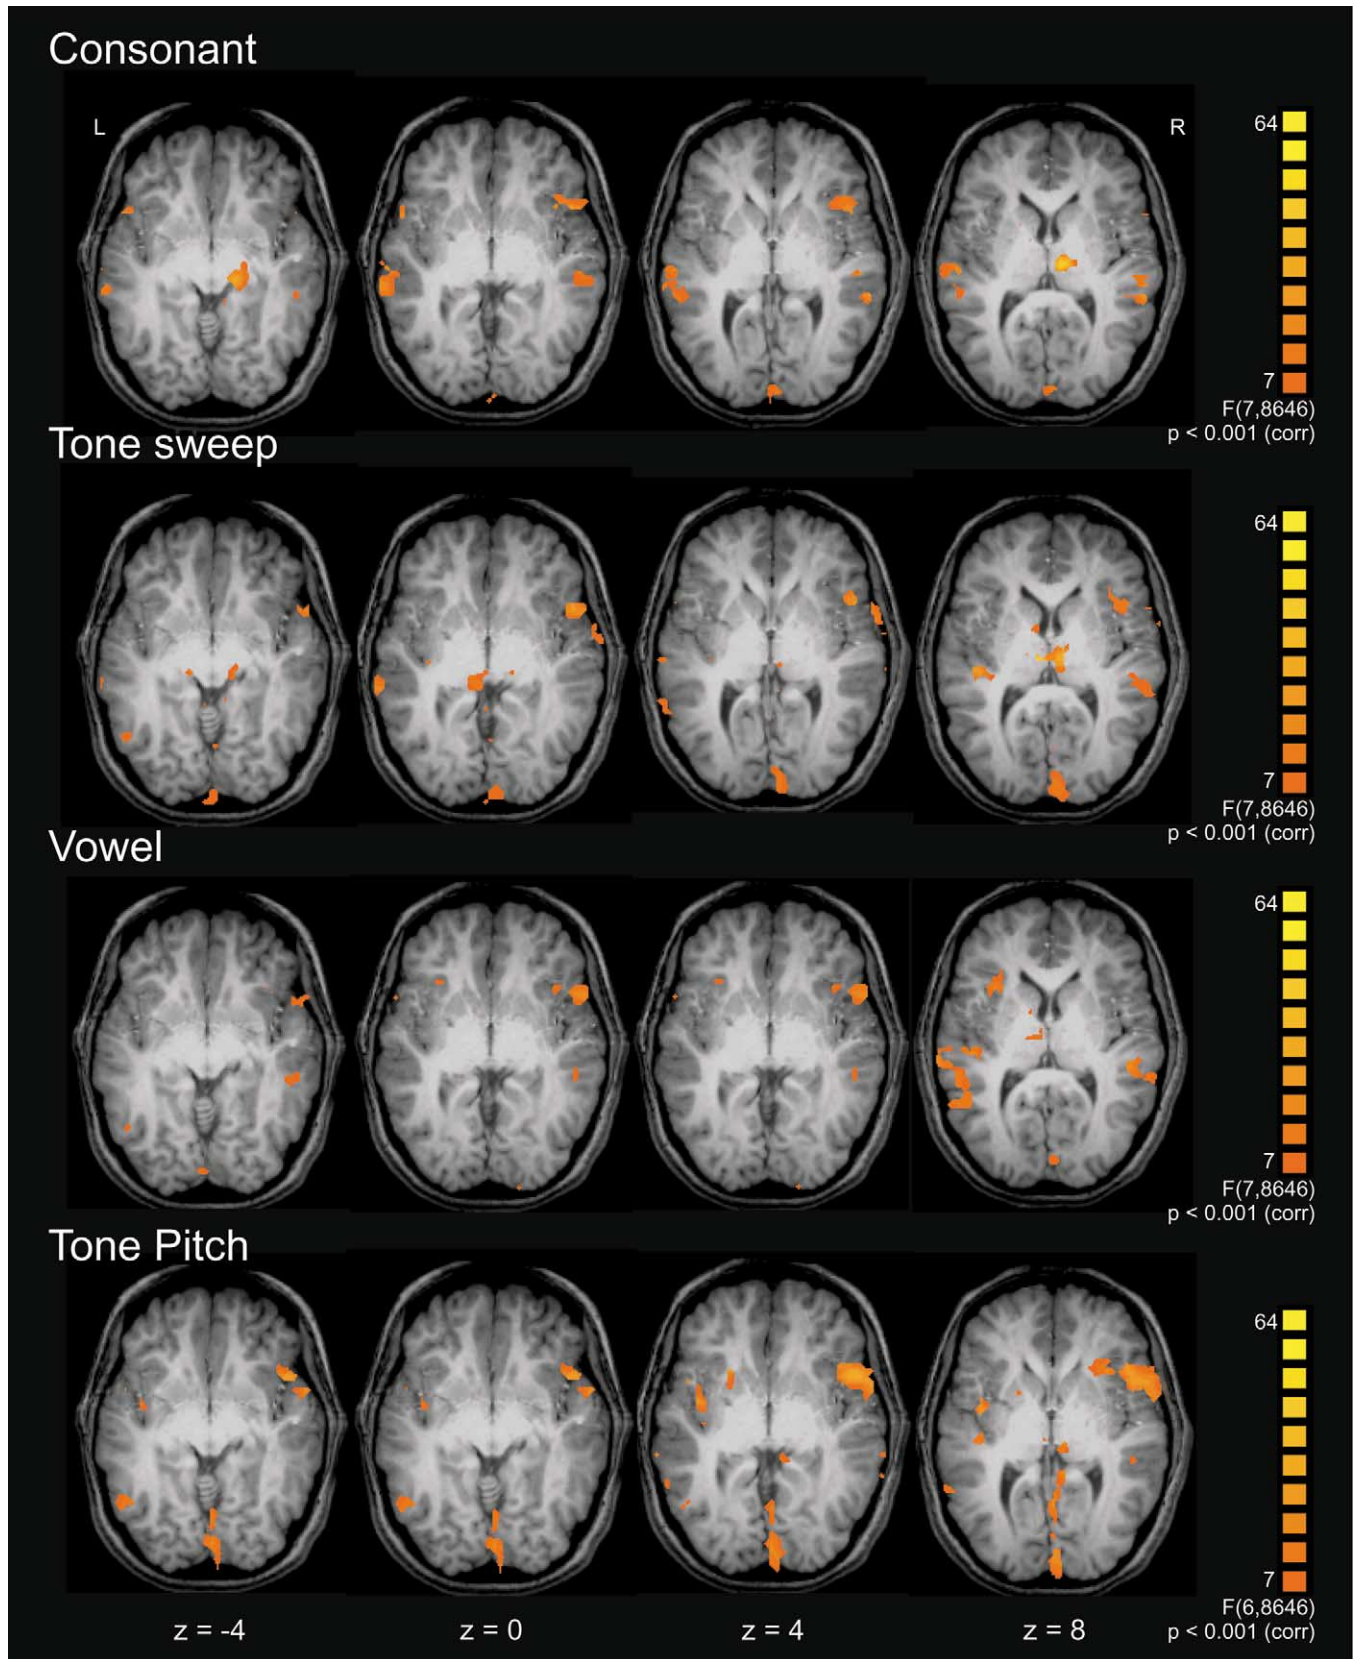 Consonant
L
R
64
7
F(7,8646)
p < 0.001 (corr)
Tone sweep
64
7
F(7,8646)
p < 0.001 (corr)
Vowel
64
7
F(7,8646)
p < 0.001 (corr)
Tone Pitch
64
7
F(6,8646)
z = -4 z = 0 z = 4 z = 8 p < 0.001 (corr)